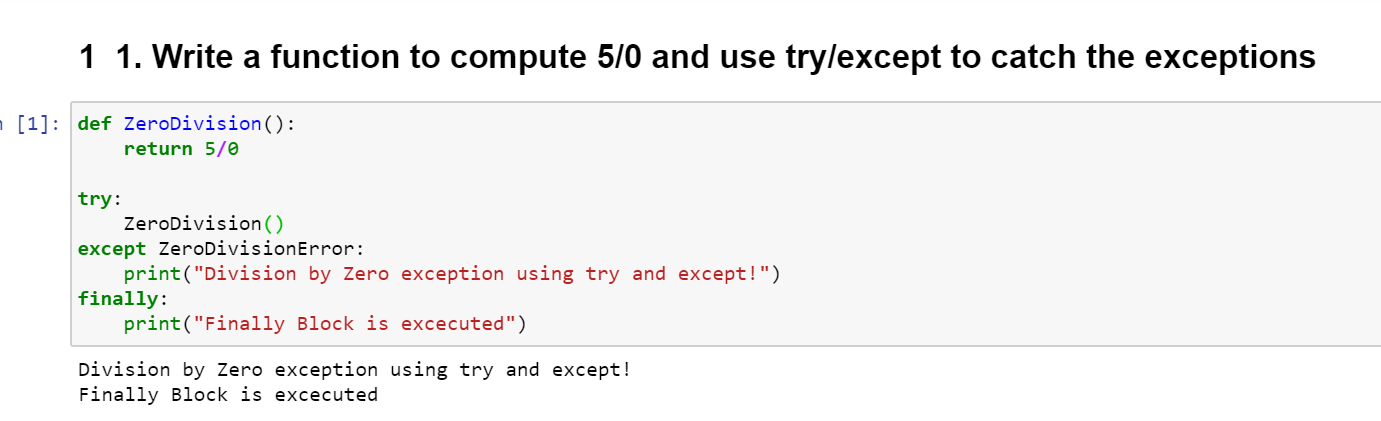 1 1. Write a function to compute 5/0 and use try/except to catch the exceptions
[1]: def ZeroDivision():
return 5/0
try:
ZeroDivision()
except ZeroDivisionError:
print("Division by Zero exception using try and except!")
finally:
print("Finally Block is excecuted")
Division by Zero exception using try and except!
Finally Block is excecuted